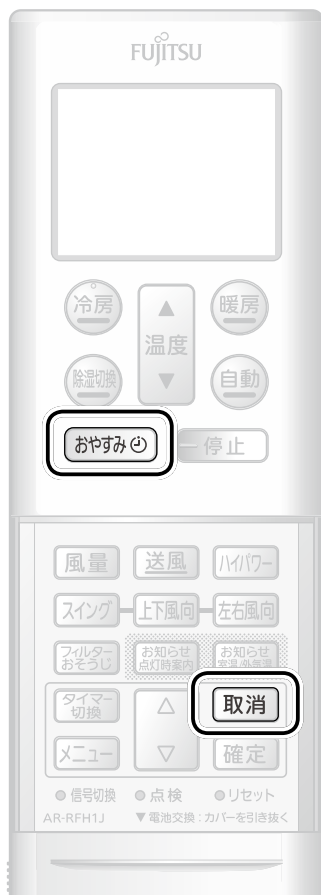 FUJITSU
冷房 温度 暖房
除湿切換 自動
おやすみ 停止
風量 送風 ハイパワー
スイング 上下風向 左右風向
フィルター お知らせ お知らせ
おそうじ 点灯時案内 室温/外気温
タイマー 取消
切換
メニュー 確定
信号切換 点検 リセット
AR-RFH1J ▼電池交換:カバーを引き抜く